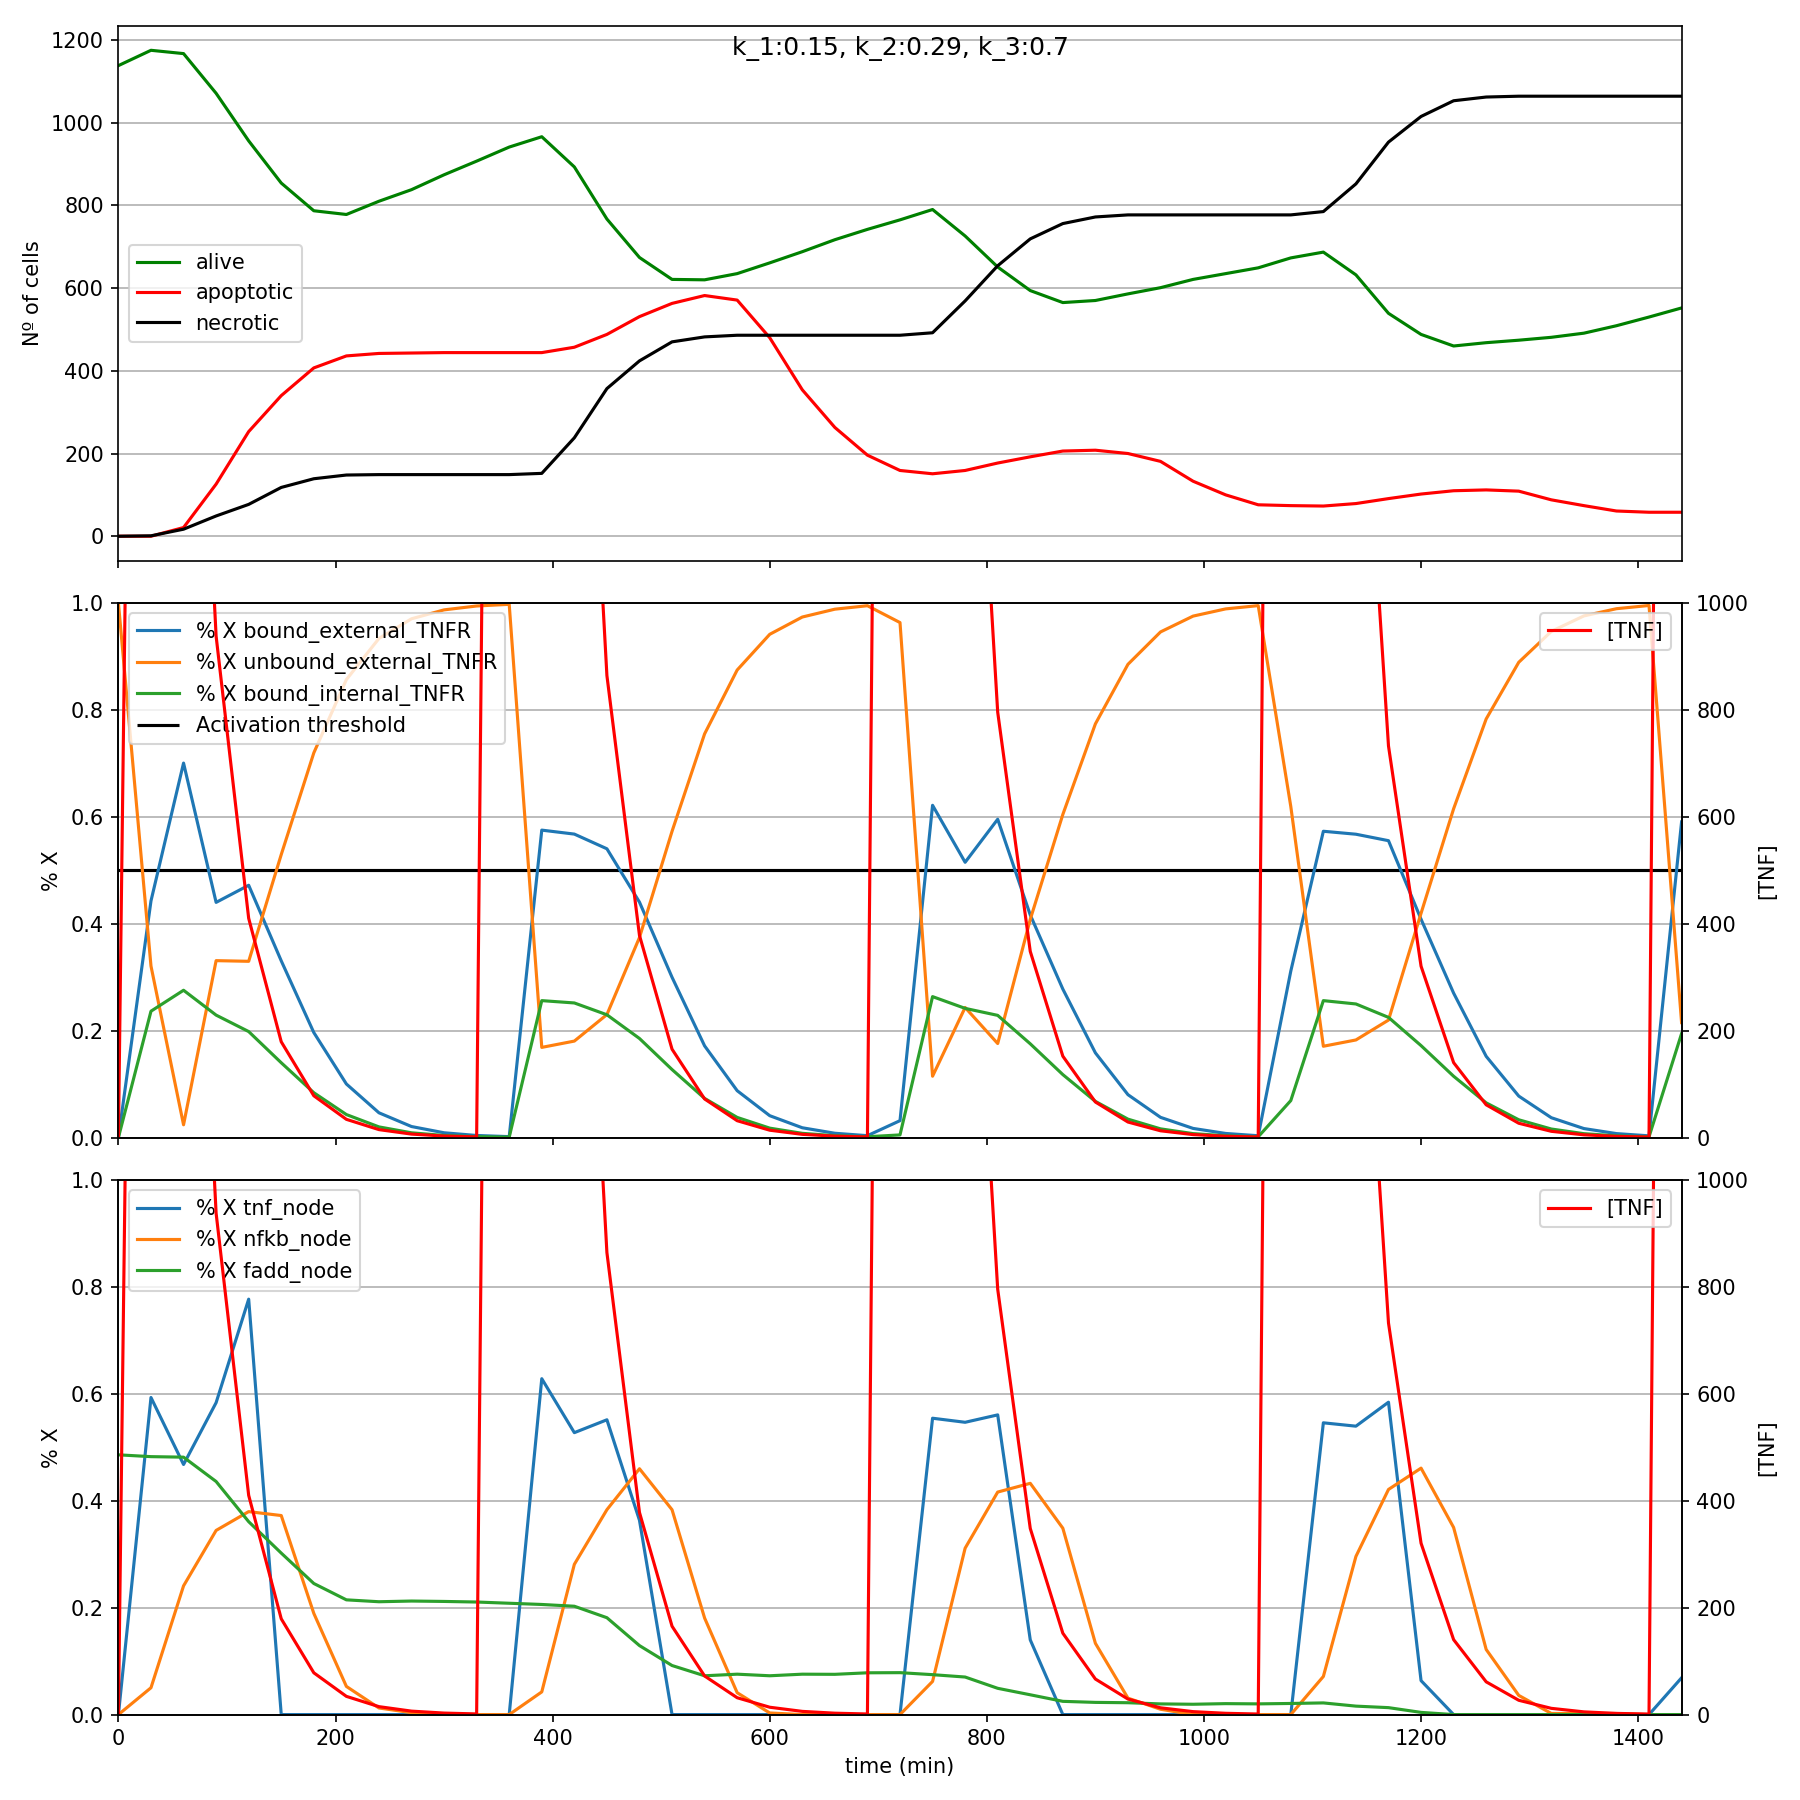 k_1:0.15, k_2:0.29, k_3:0.7
1200
1000
800
600
400
200
0
Nº of cells
alive
apoptotic
necrotic
1.0
0.8
0.6
0.4
0.2
0.0
% X
% X bound_external_TNFR
% X unbound_external_TNFR
% X bound_internal_TNFR
Activation threshold
[TNF]
1000
800
600
400
200
0
[TNF]
1.0
0.8
0.6
0.4
0.2
0.0
% X
% X tnf_node
% X nfkb_node
% X fadd_node
[TNF]
1000
800
600
400
200
0
[TNF]
0 200 400 600 800 1000 1200 1400
time (min)